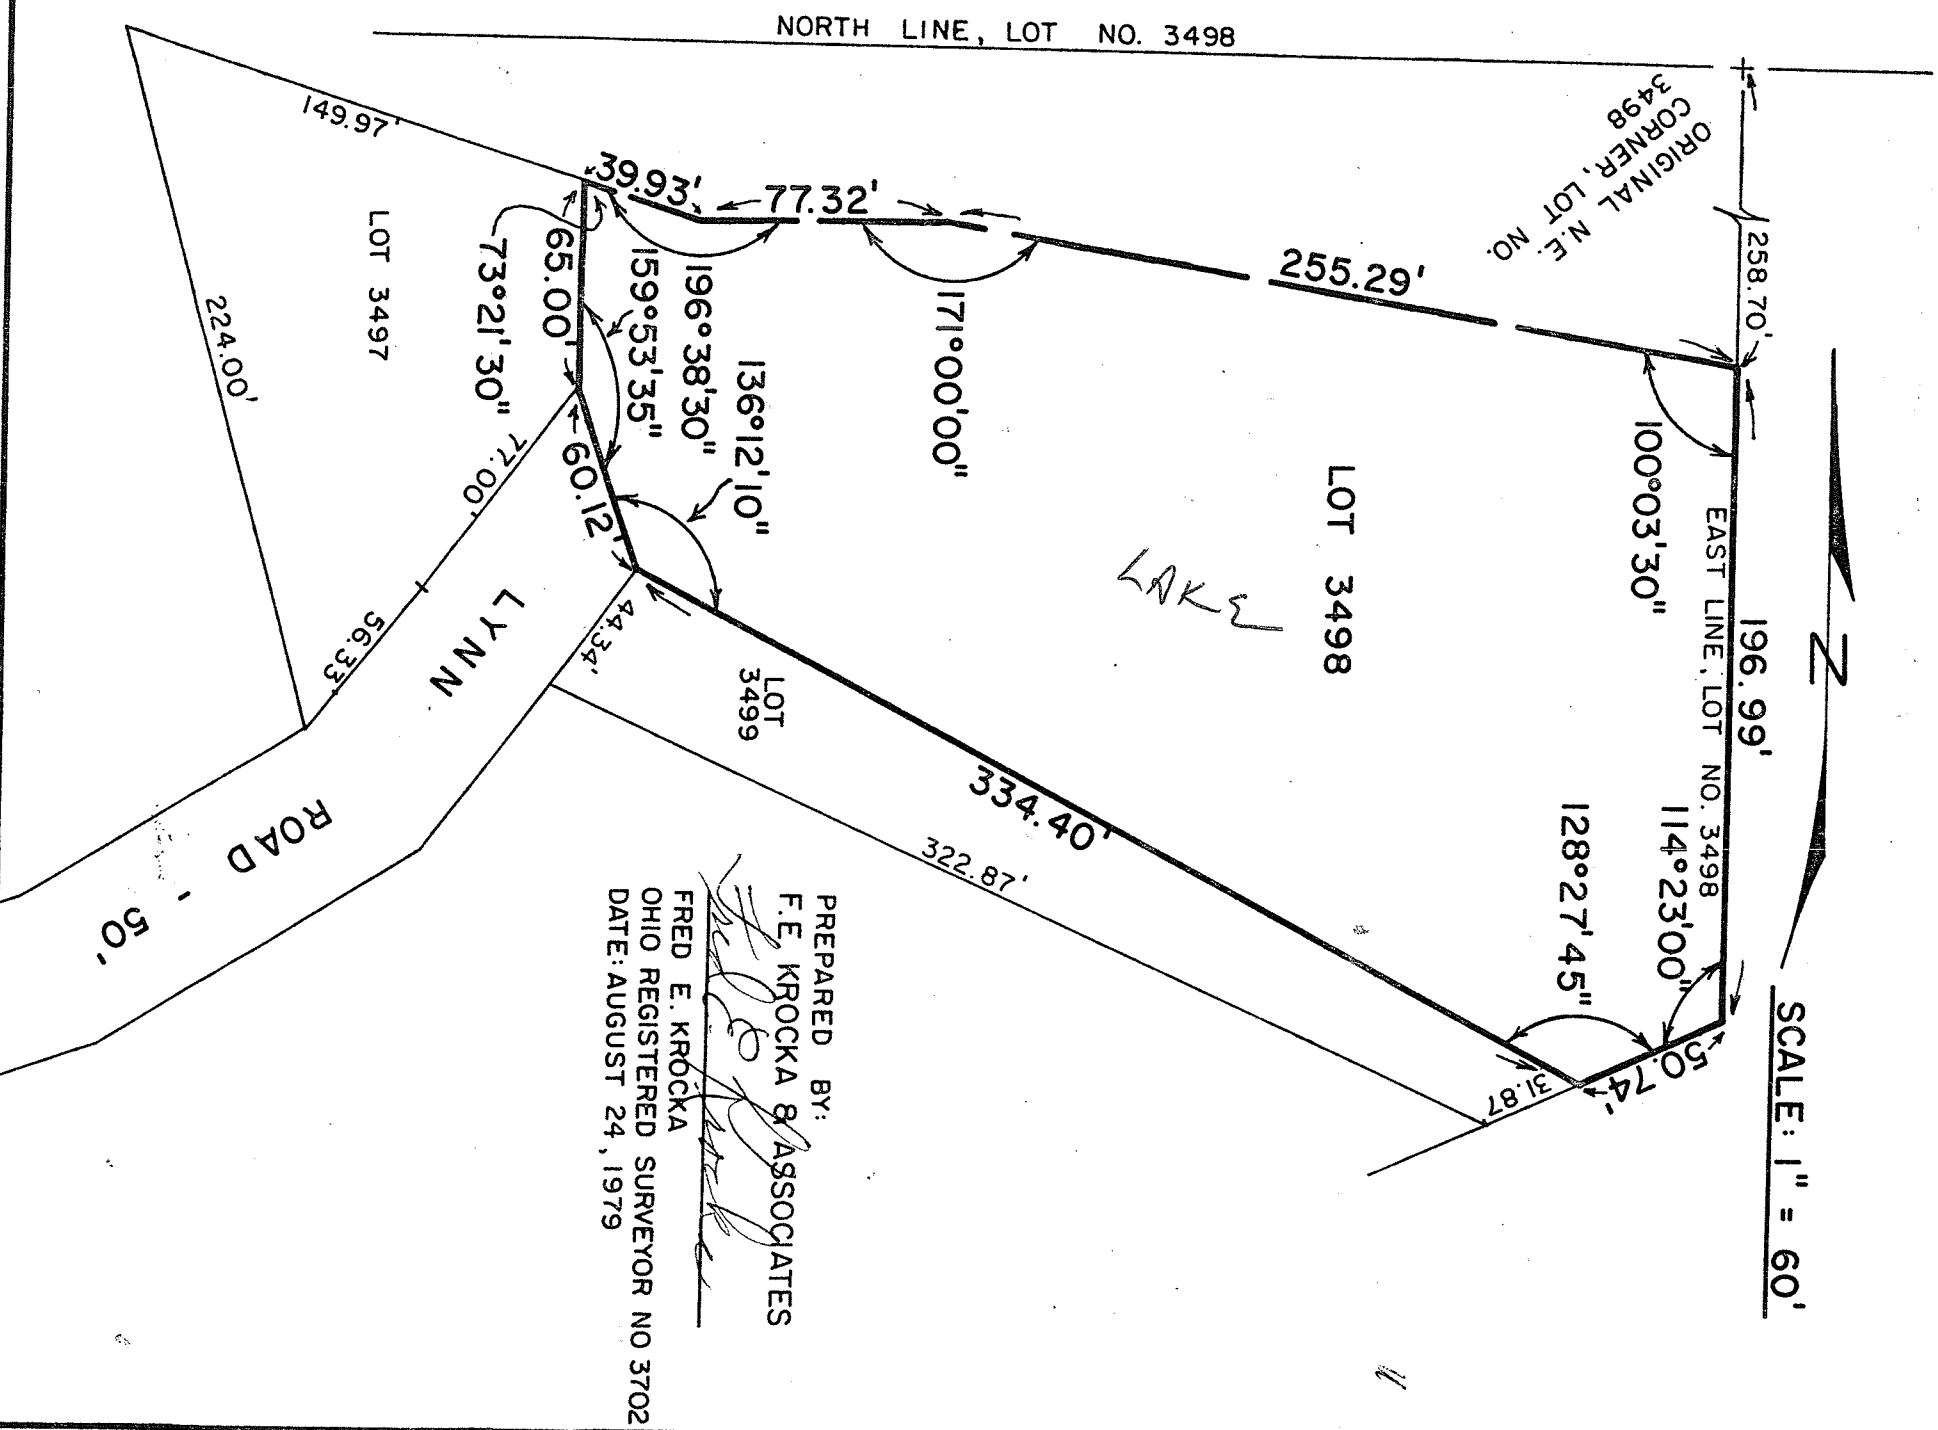 NORTH LINE, LOT NO. 3498
ORIGINAL N.E.
CORNER, LOT NO.
3498
258.70'
149.97'
39.93'
77.32'
255.29'
LOT 3497
224.00'
65.00'
73°21'30"
159°53'35"
196°38'30"
136°12'10"
171°00'00"
100°03'30"
60.12'
77.00'
56.33'
44.34'
LYNN ROAD - 50'
LOT 3498
LAKE
EAST LINE, LOT NO. 3498
196.99'
N
LOT
3499
334.40'
322.87'
128°27'45"
114°23'00"
50.74'
31.87
SCALE: 1" = 60'
PREPARED BY:
F.E. KROCKA & ASSOCIATES
FRED E. KROCKA
OHIO REGISTERED SURVEYOR NO 3702
DATE: AUGUST 24, 1979